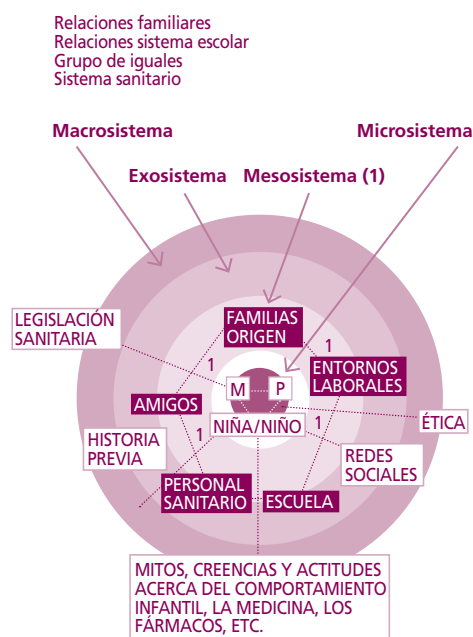 Relaciones familiares
Relaciones sistema escolar
Grupo de iguales
Sistema sanitario
Macrosistema
Microsistema
Exosistema
Mesosistema (1)
FAMILIAS
ORIGEN
LEGISLACIÓN
SANITARIA
1
1
ENTORNOS
LABORALES
M
P
AMIGOS
ÉTICA
NIÑA/NIÑO
1
1
HISTORIA
PREVIA
REDES
SOCIALES
PERSONAL
SANITARIO
ESCUELA
MITOS, CREENCIAS Y ACTITUDES
ACERCA DEL COMPORTAMIENTO
INFANTIL, LA MEDICINA, LOS
FÁRMACOS, ETC.